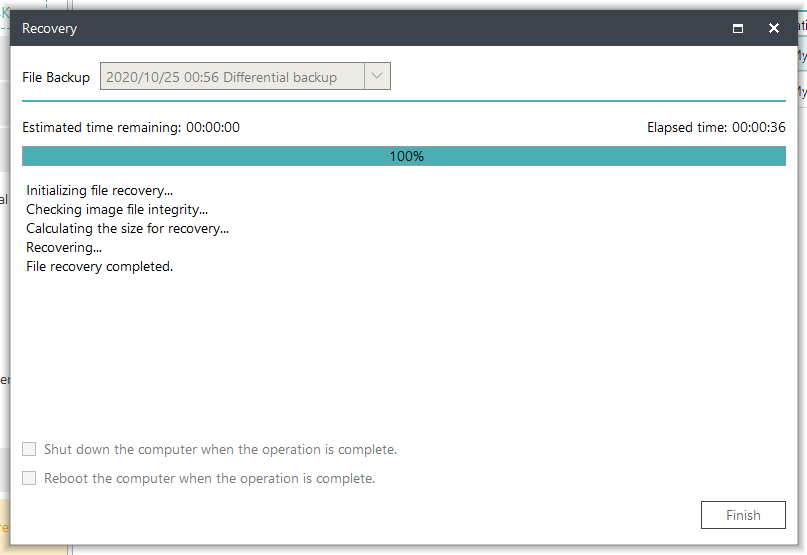 Recovery
File Backup 2020/10/25 00:56 Differential backup
Estimated time remaining: 00:00:00 Elapsed time: 00:00:36
100%
Initializing file recovery...
Checking image file integrity...
Calculating the size for recovery...
Recovering...
File recovery completed.
Shut down the computer when the operation is complete.
Reboot the computer when the operation is complete.
Finish